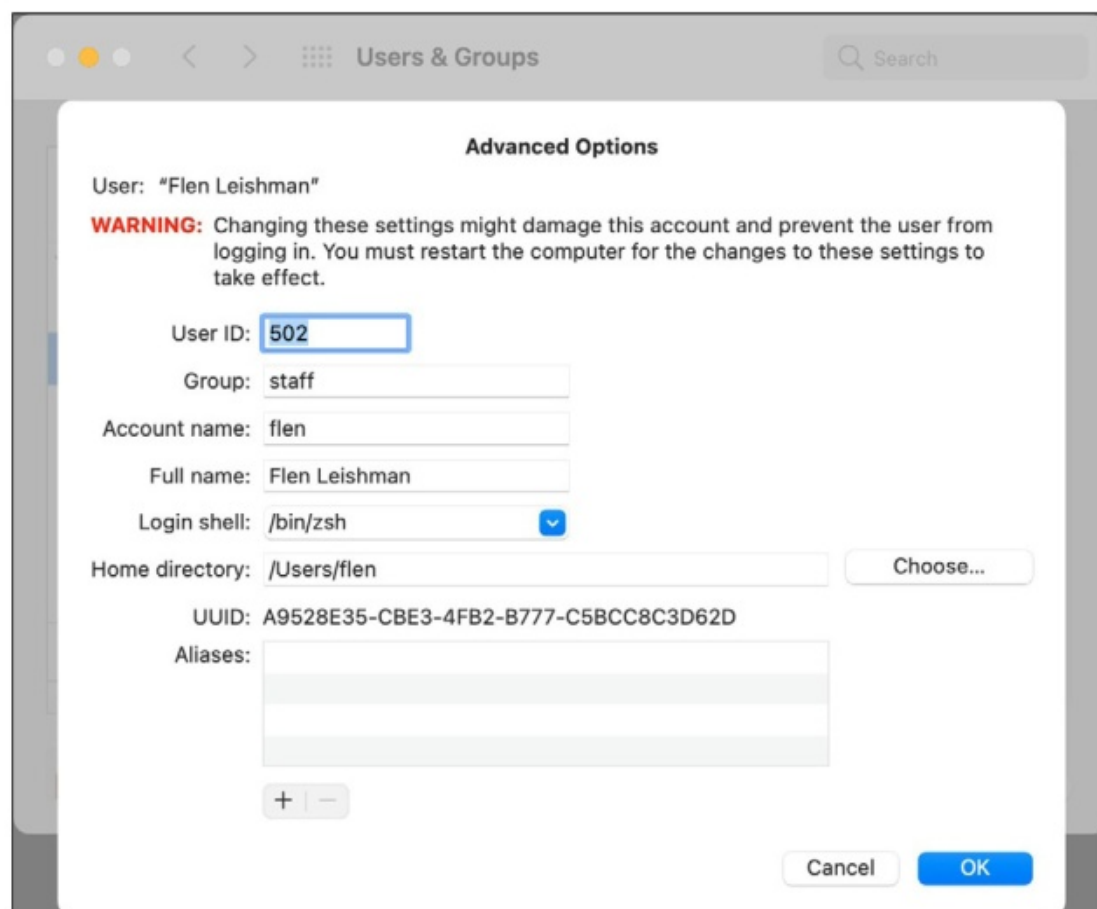 Users & Groups
Search
Advanced Options
User: “Flen Leishman”
WARNING: Changing these settings might damage this account and prevent the user from
logging in. You must restart the computer for the changes to these settings to
take effect.
User ID: 502
Group: staff
Account name: flen
Full name: Flen Leishman
Login shell: /bin/zsh
Home directory: /Users/flen
Choose...
UUID: A9528E35-CBE3-4FB2-B777-C5BCC8C3D62D
Aliases:
Cancel
OK